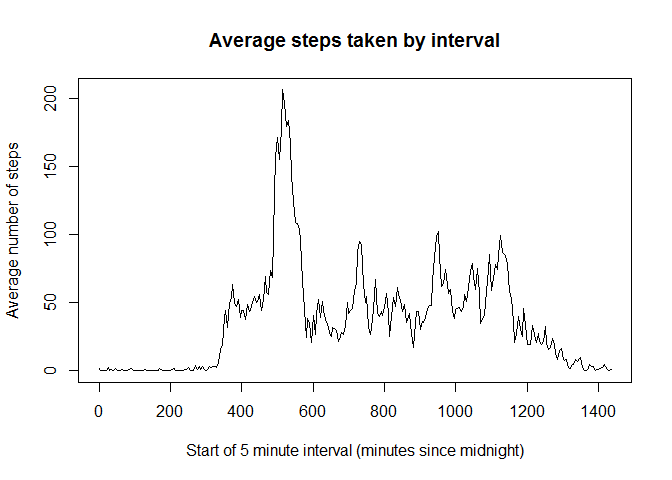 Average steps taken by interval
Average number of steps
200
150
100
50
0
0 200 400 600 800 1000 1200 1400
Start of 5 minute interval (minutes since midnight)